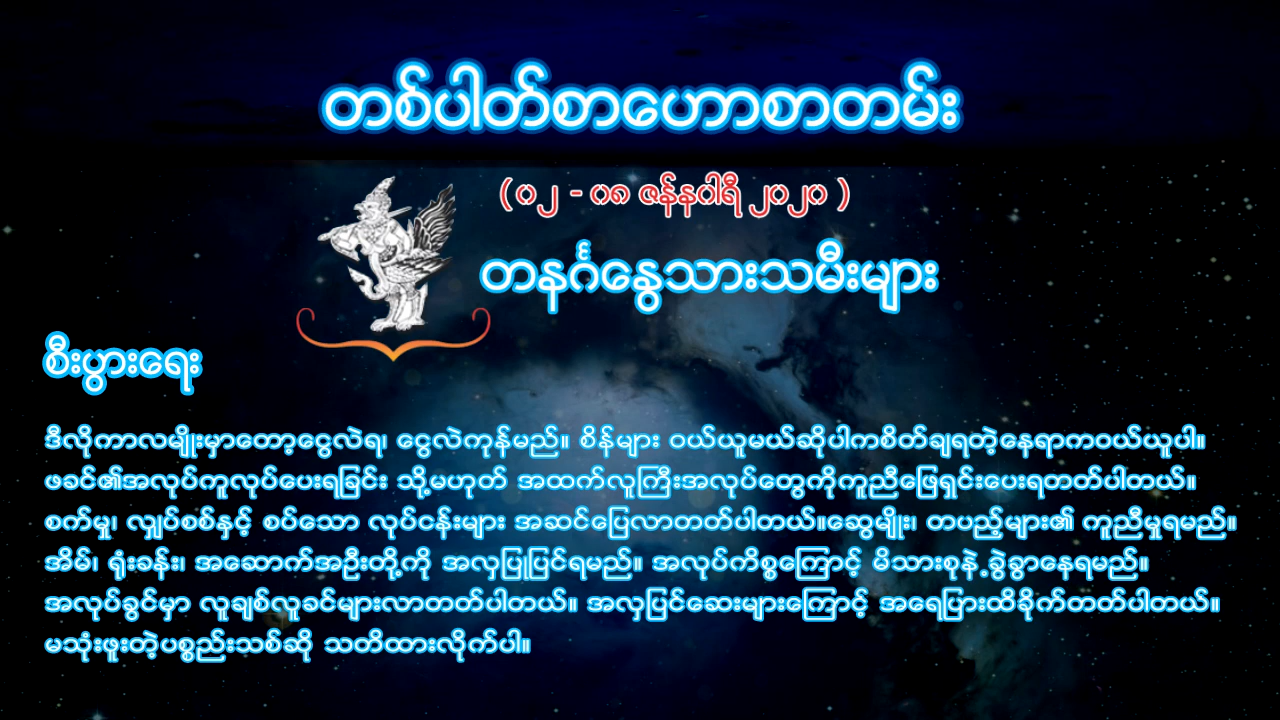 တစ်ပါတ်စာဟောစာတမ်း
( ၀၂ - ၀၈ ဇန်နဝါရီ ၂၀၂၀ )
တနင်္ဂနွေသားသမီးများ
စီးပွားရေး
ဒီလိုကာလမျိုးမှာတော့ငွေလဲရ၊ ငွေလဲကုန်မည်။ စိန်များ ဝယ်ယူမယ်ဆိုပါကစိတ်ချရတဲ့နေရာကဝယ်ယူပါ။
ဖခင်၏အလုပ်ကူလုပ်ပေးရခြင်း သို့မဟုတ် အထက်လူကြီးအလုပ်တွေကိုကူညီဖြေရှင်းပေးရတတ်ပါတယ်။
စက်မှု၊ လျှပ်စစ်နှင့် စပ်သော လုပ်ငန်းများ အဆင်ပြေလာတတ်ပါတယ်။ဆွေမျိုး၊ တပည့်များ၏ ကူညီမှုရမည်။
အိမ်၊ ရုံးခန်း၊ အဆောက်အဦးတို့ကို အလှပြုပြင်ရမည်။ အလုပ်ကိစ္စကြောင့် မိသားစုနဲ့ခွဲခွာနေရမည်။
အလုပ်ခွင်မှာ လူချစ်လူခင်များလာတတ်ပါတယ်။ အလှပြင်ဆေးများကြောင့် အရေပြားထိခိုက်တတ်ပါတယ်။
မသုံးဖူးတဲ့ပစ္စည်းသစ်ဆို သတိထားလိုက်ပါ။